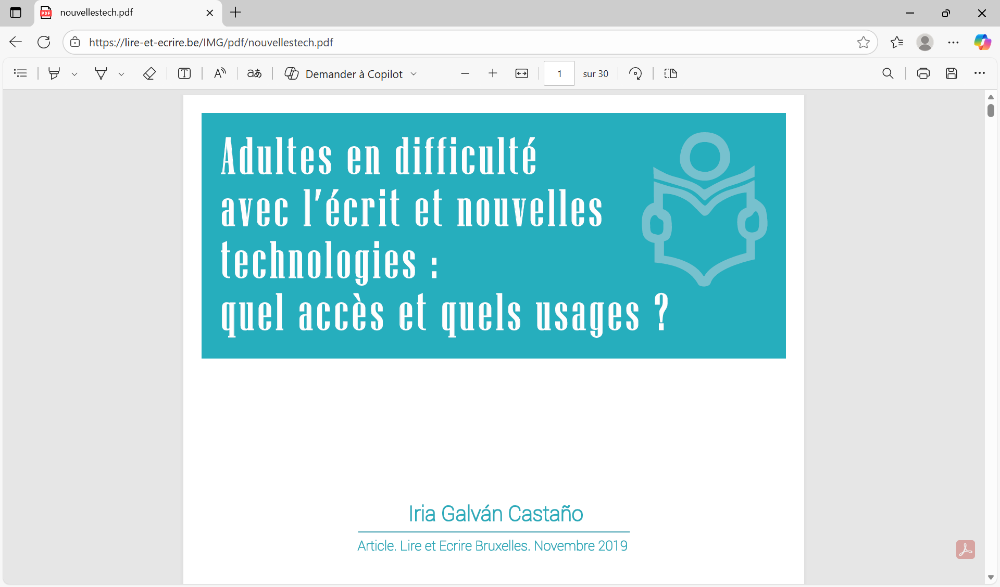 nouvellestech.pdf
https://lire-et-ecrire.be/IMG/pdf/nouvellestech.pdf
Demander à Copilot
1 sur 30
Adultes en difficulté
avec l'écrit et nouvelles
technologies :
quel accès et quels usages ?
Iria Galván Castaño
Article. Lire et Ecrire Bruxelles. Novembre 2019